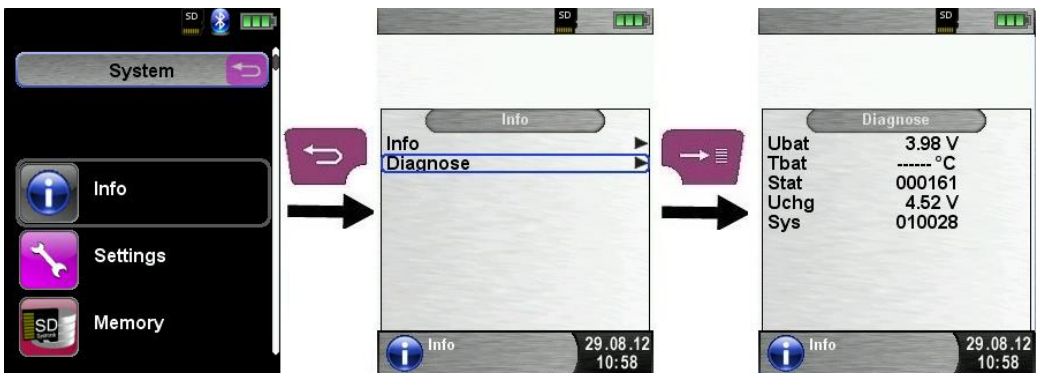 SD
System
Info
Settings
SD
Memory
SD
Info
Info
Diagnose
Info
29.08.12
10:58
SD
Diagnose
Ubat 3.98 V
Tbat ------ °C
Stat 000161
Uchg 4.52 V
Sys 010028
Info
29.08.12
10:58